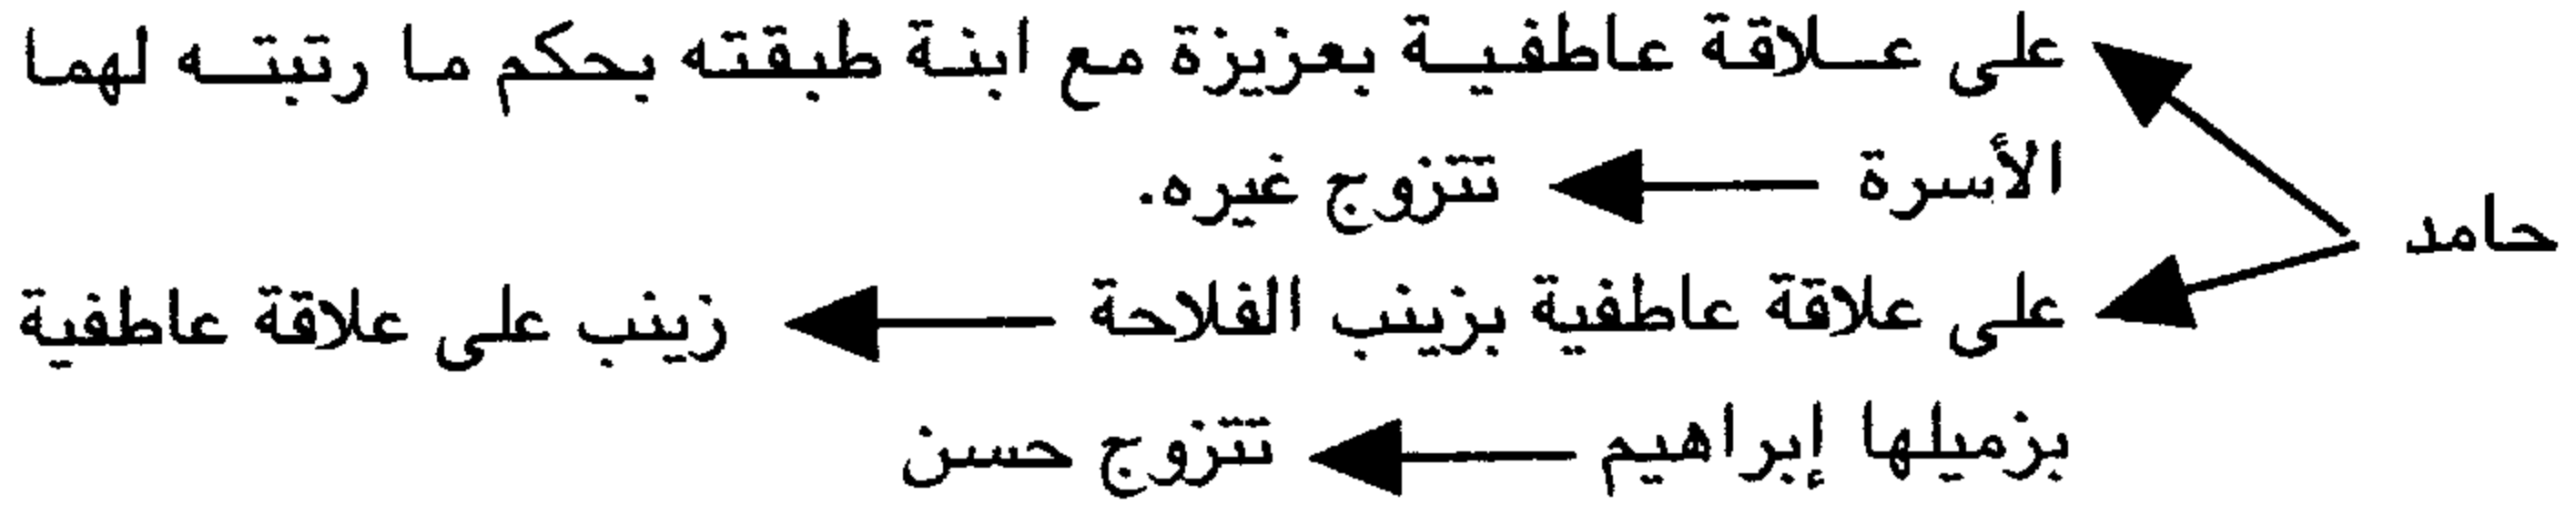 على علاقة عاطفية بعزيزة مع ابنة طبقته بحكم ما رتبته لهما
الأسرة تتزوج غيره.
حامد
على علاقة عاطفية بزينب الفلاحة زينب على علاقة عاطفية
بزميلها إبراهيم تتزوج حسن